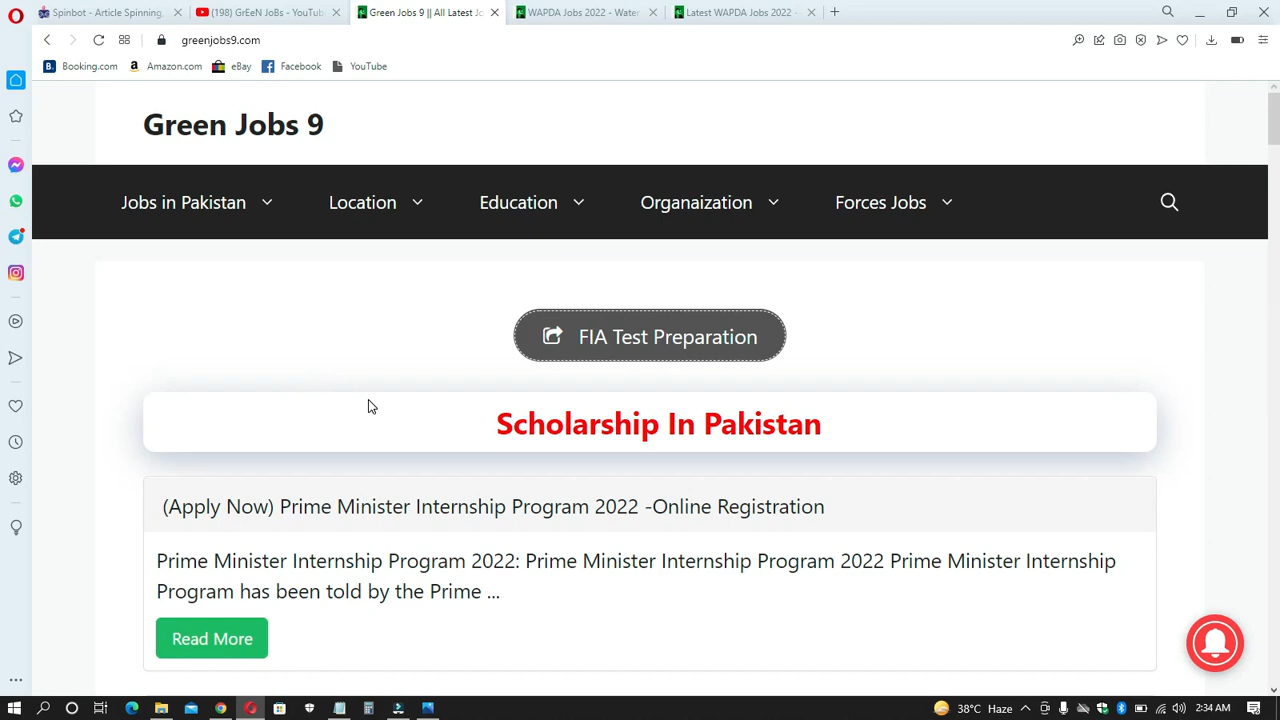 Spinbot - Article Spinning,
(198) GrEeN Jo8s - YouTub
Green Jobs 9 || All Latest Jo
WAPDA Jobs 2022 - Water
Latest WAPDA Jobs 2022 -
greenjobs9.com
B. Booking.com
a Amazon.com
eBay
Facebook
YouTube
Green Jobs 9
Jobs in Pakistan
Location
Education
Organaization
Forces Jobs
FIA Test Preparation
Scholarship In Pakistan
(Apply Now) Prime Minister Internship Program 2022 -Online Registration
Prime Minister Internship Program 2022: Prime Minister Internship Program 2022 Prime Minister Internship
Program has been told by the Prime ...
Read More
38°C Haze
2:34 AM